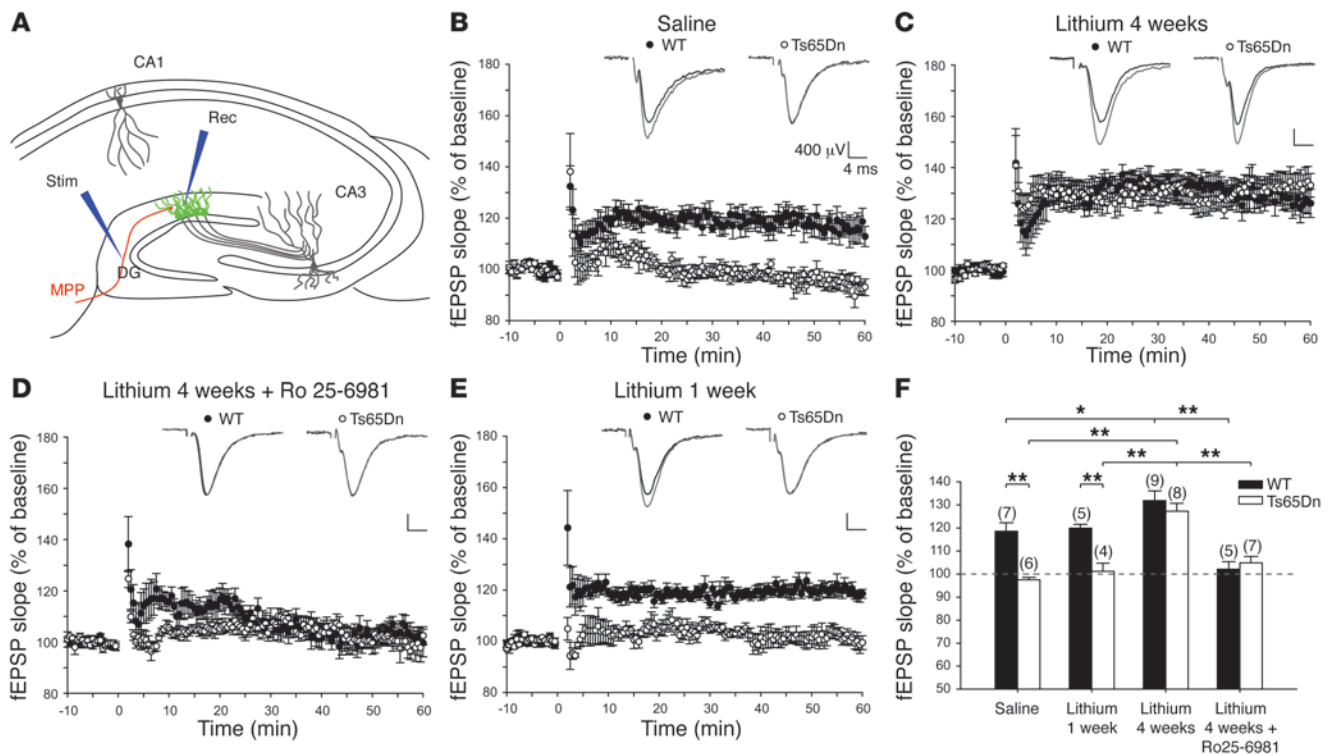 A
CA1
Rec
Stim
CA3
DG
MPP
B
Saline
WT
Ts65Dn
400 µV
4 ms
fEPSP slope (% of baseline)
180
160
140
120
100
80
-10 0 10 20 30 40 50 60
Time (min)
C
Lithium 4 weeks
WT
Ts65Dn
fEPSP slope (% of baseline)
180
160
140
120
100
80
-10 0 10 20 30 40 50 60
Time (min)
D
Lithium 4 weeks + Ro 25-6981
WT
Ts65Dn
fEPSP slope (% of baseline)
180
160
140
120
100
80
-10 0 10 20 30 40 50 60
Time (min)
E
Lithium 1 week
WT
Ts65Dn
fEPSP slope (% of baseline)
180
160
140
120
100
80
-10 0 10 20 30 40 50 60
Time (min)
F
* **
**
** **
** **
WT
Ts65Dn
(7) (6) (5) (4) (9) (8) (5) (7)
fEPSP slope (% of baseline)
140
130
120
110
100
90
80
70
60
50
Saline
Lithium
1 week
Lithium
4 weeks
Lithium
4 weeks +
Ro25-6981